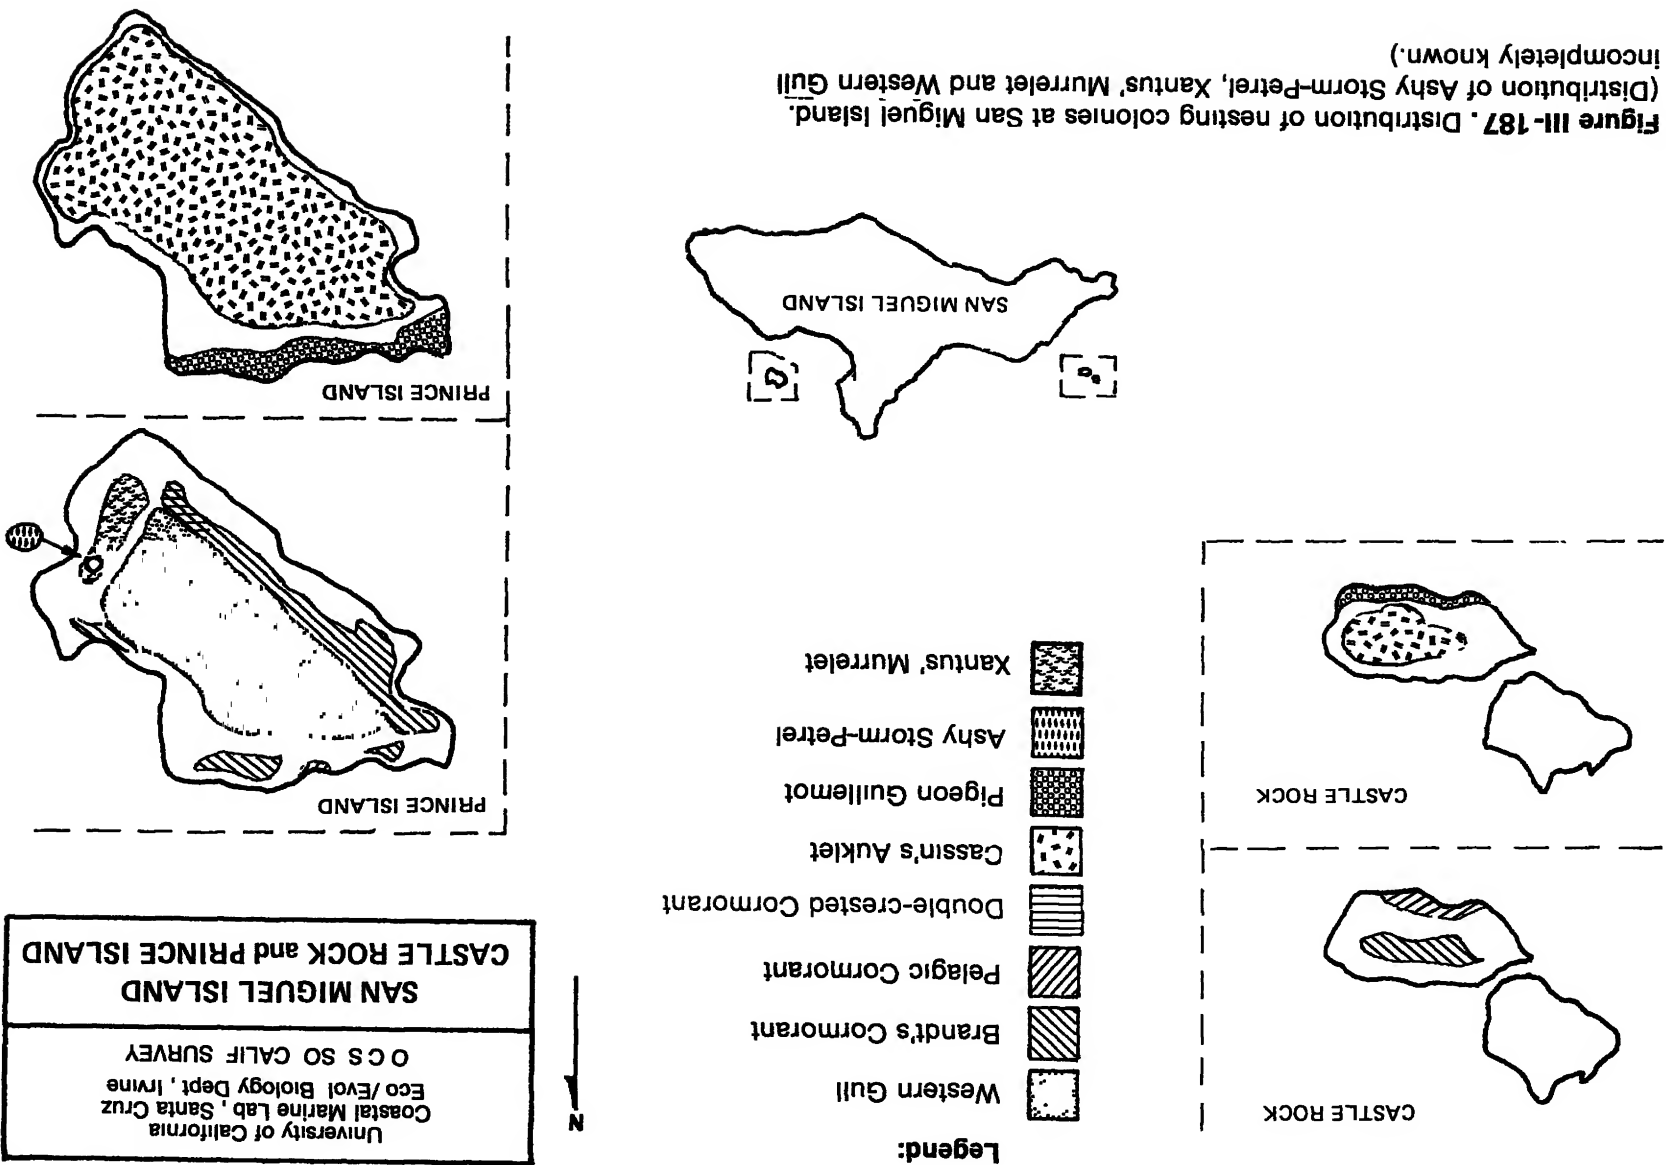 University of California
Coastal Marine Lab, Santa Cruz
Eco/Evol Biology Dept, Irvine
O C S SO CALIF SURVEY
SAN MIGUEL ISLAND
CASTLE ROCK and PRINCE ISLAND
N
Legend:
Western Gull
Brandt's Cormorant
Pelagic Cormorant
Double-crested Cormorant
Cassin's Auklet
Pigeon Guillemot
Ashy Storm-Petrel
Xantus' Murrelet
CASTLE ROCK
CASTLE ROCK
PRINCE ISLAND
PRINCE ISLAND
SAN MIGUEL ISLAND
Figure III-187. Distribution of nesting colonies at San Miguel Island.
(Distribution of Ashy Storm-Petrel, Xantus' Murrelet and Western Gull
incompletely known.)